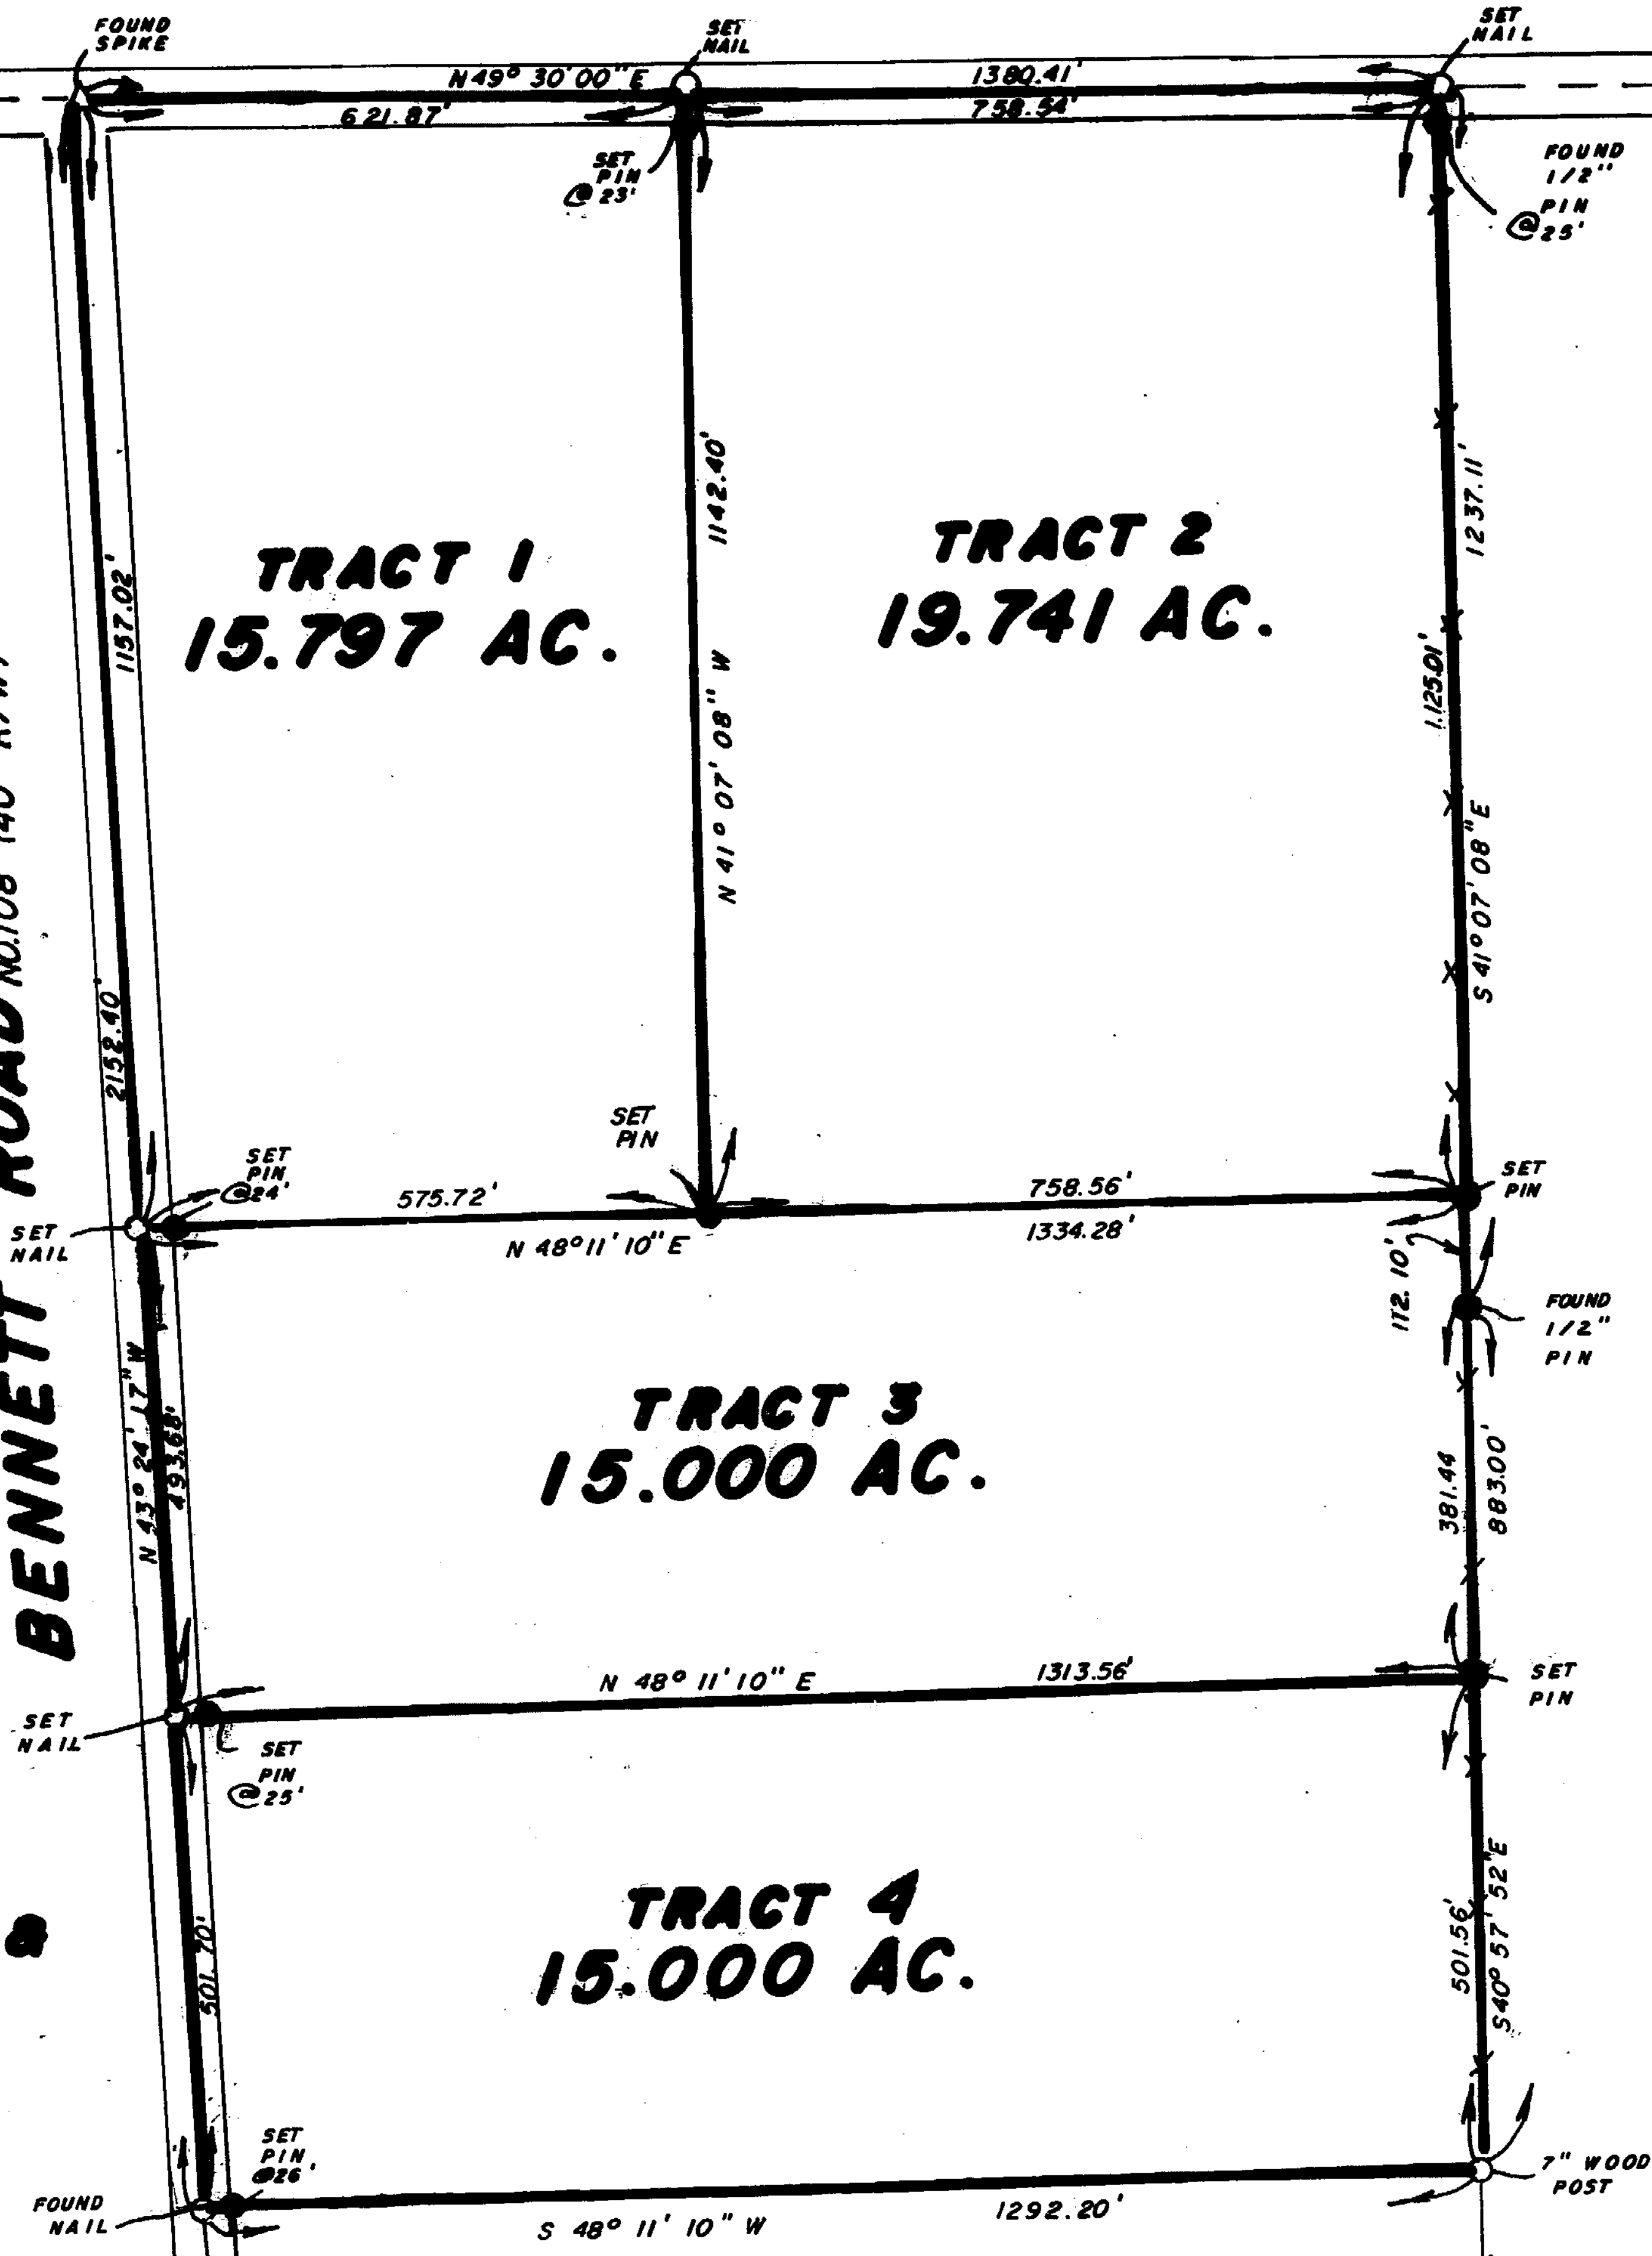 FOUND
SPIKE
SET
NAIL
SET
NAIL
N 49° 30' 00" E
1380.41'
621.87'
758.54'
SET
PIN
@ 23'
FOUND
1/2"
PIN
@ 25'
1142.40'
1237.11'
TRACT 1
15.797 AC.
TRACT 2
19.741 AC.
1157.02'
1125.01'
N 41° 07' 08" W
S 41° 07' 08" E
2152.40'
BENNETT ROAD NO. 108 (40' R/W)
SET
PIN
SET
PIN
@ 24'
575.72'
758.56'
SET
PIN
SET
NAIL
N 48° 11' 10" E
1334.28'
112.10'
FOUND
1/2"
PIN
N 43° 24' 17" W
493.68'
TRACT 3
15.000 AC.
381.44
883.00'
N 48° 11' 10" E
1313.56'
SET
PIN
SET
NAIL
SET
PIN
@ 25'
TRACT 4
15.000 AC.
501.70'
501.56'
S 40° 57' 52" E
SET
PIN
@ 26'
FOUND
NAIL
7" WOOD
POST
S 48° 11' 10" W
1292.20'